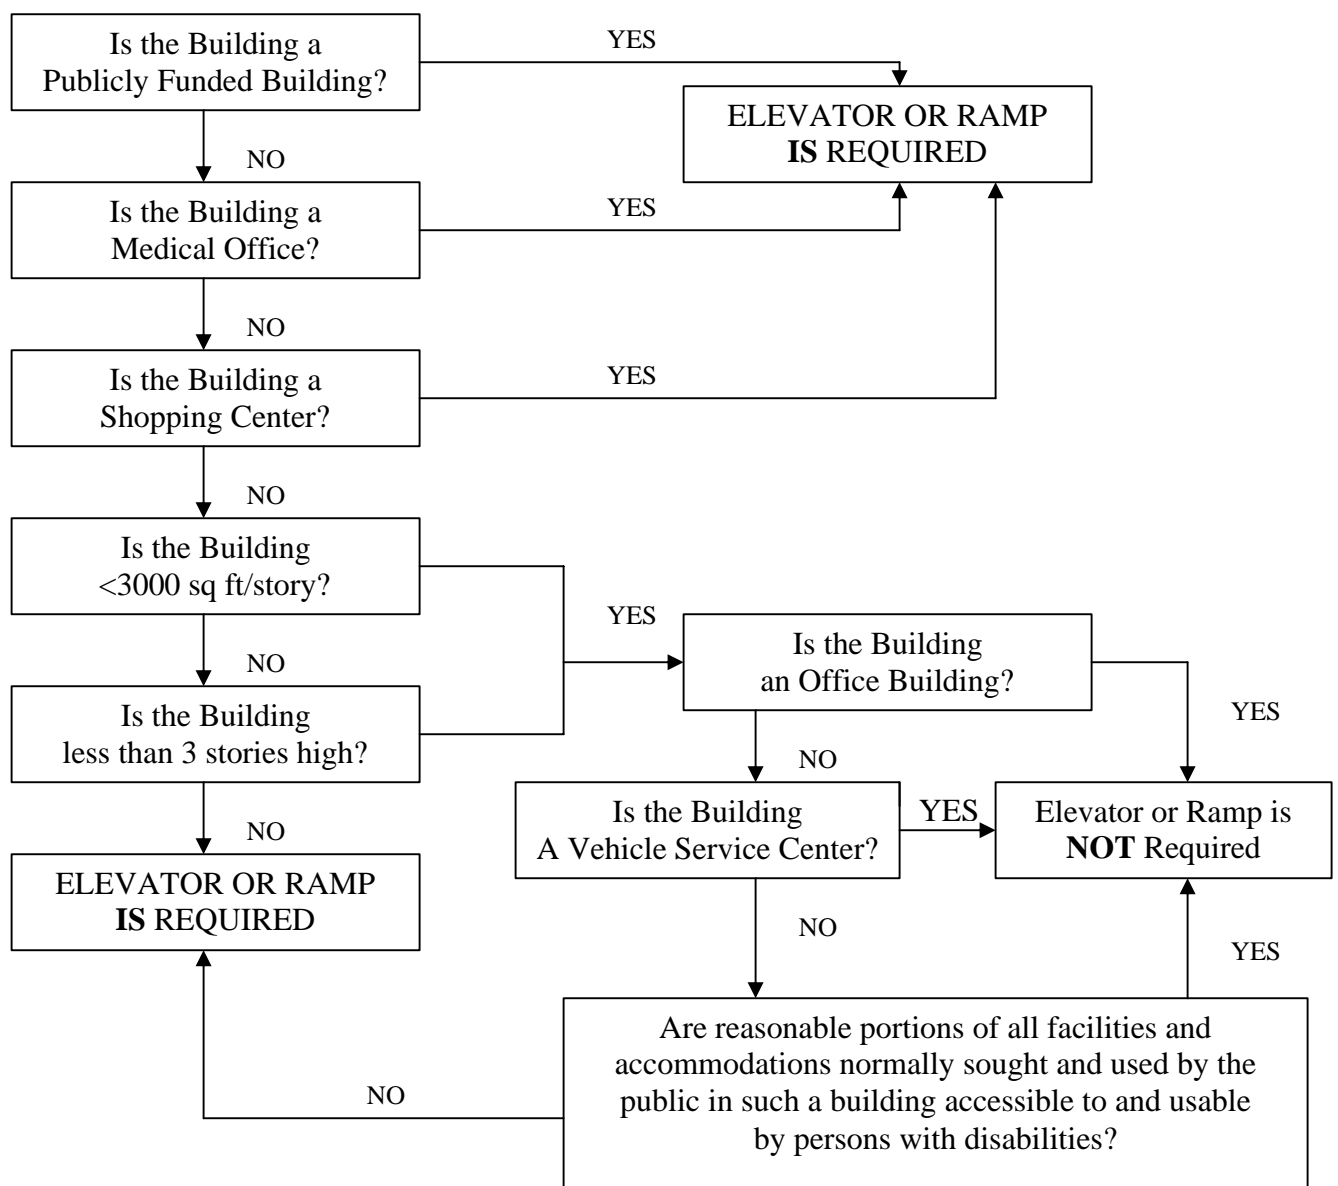 Is the Building a
Publicly Funded Building?
YES
ELEVATOR OR RAMP
IS REQUIRED
NO
Is the Building a
Medical Office?
YES
NO
Is the Building a
Shopping Center?
YES
NO
Is the Building
<3000 sq ft/story?
YES
Is the Building
an Office Building?
YES
NO
Is the Building
less than 3 stories high?
NO
Is the Building
A Vehicle Service Center?
YES
Elevator or Ramp is
NOT Required
NO
ELEVATOR OR RAMP
IS REQUIRED
NO
YES
Are reasonable portions of all facilities and
accommodations normally sought and used by the
public in such a building accessible to and usable
by persons with disabilities?
NO